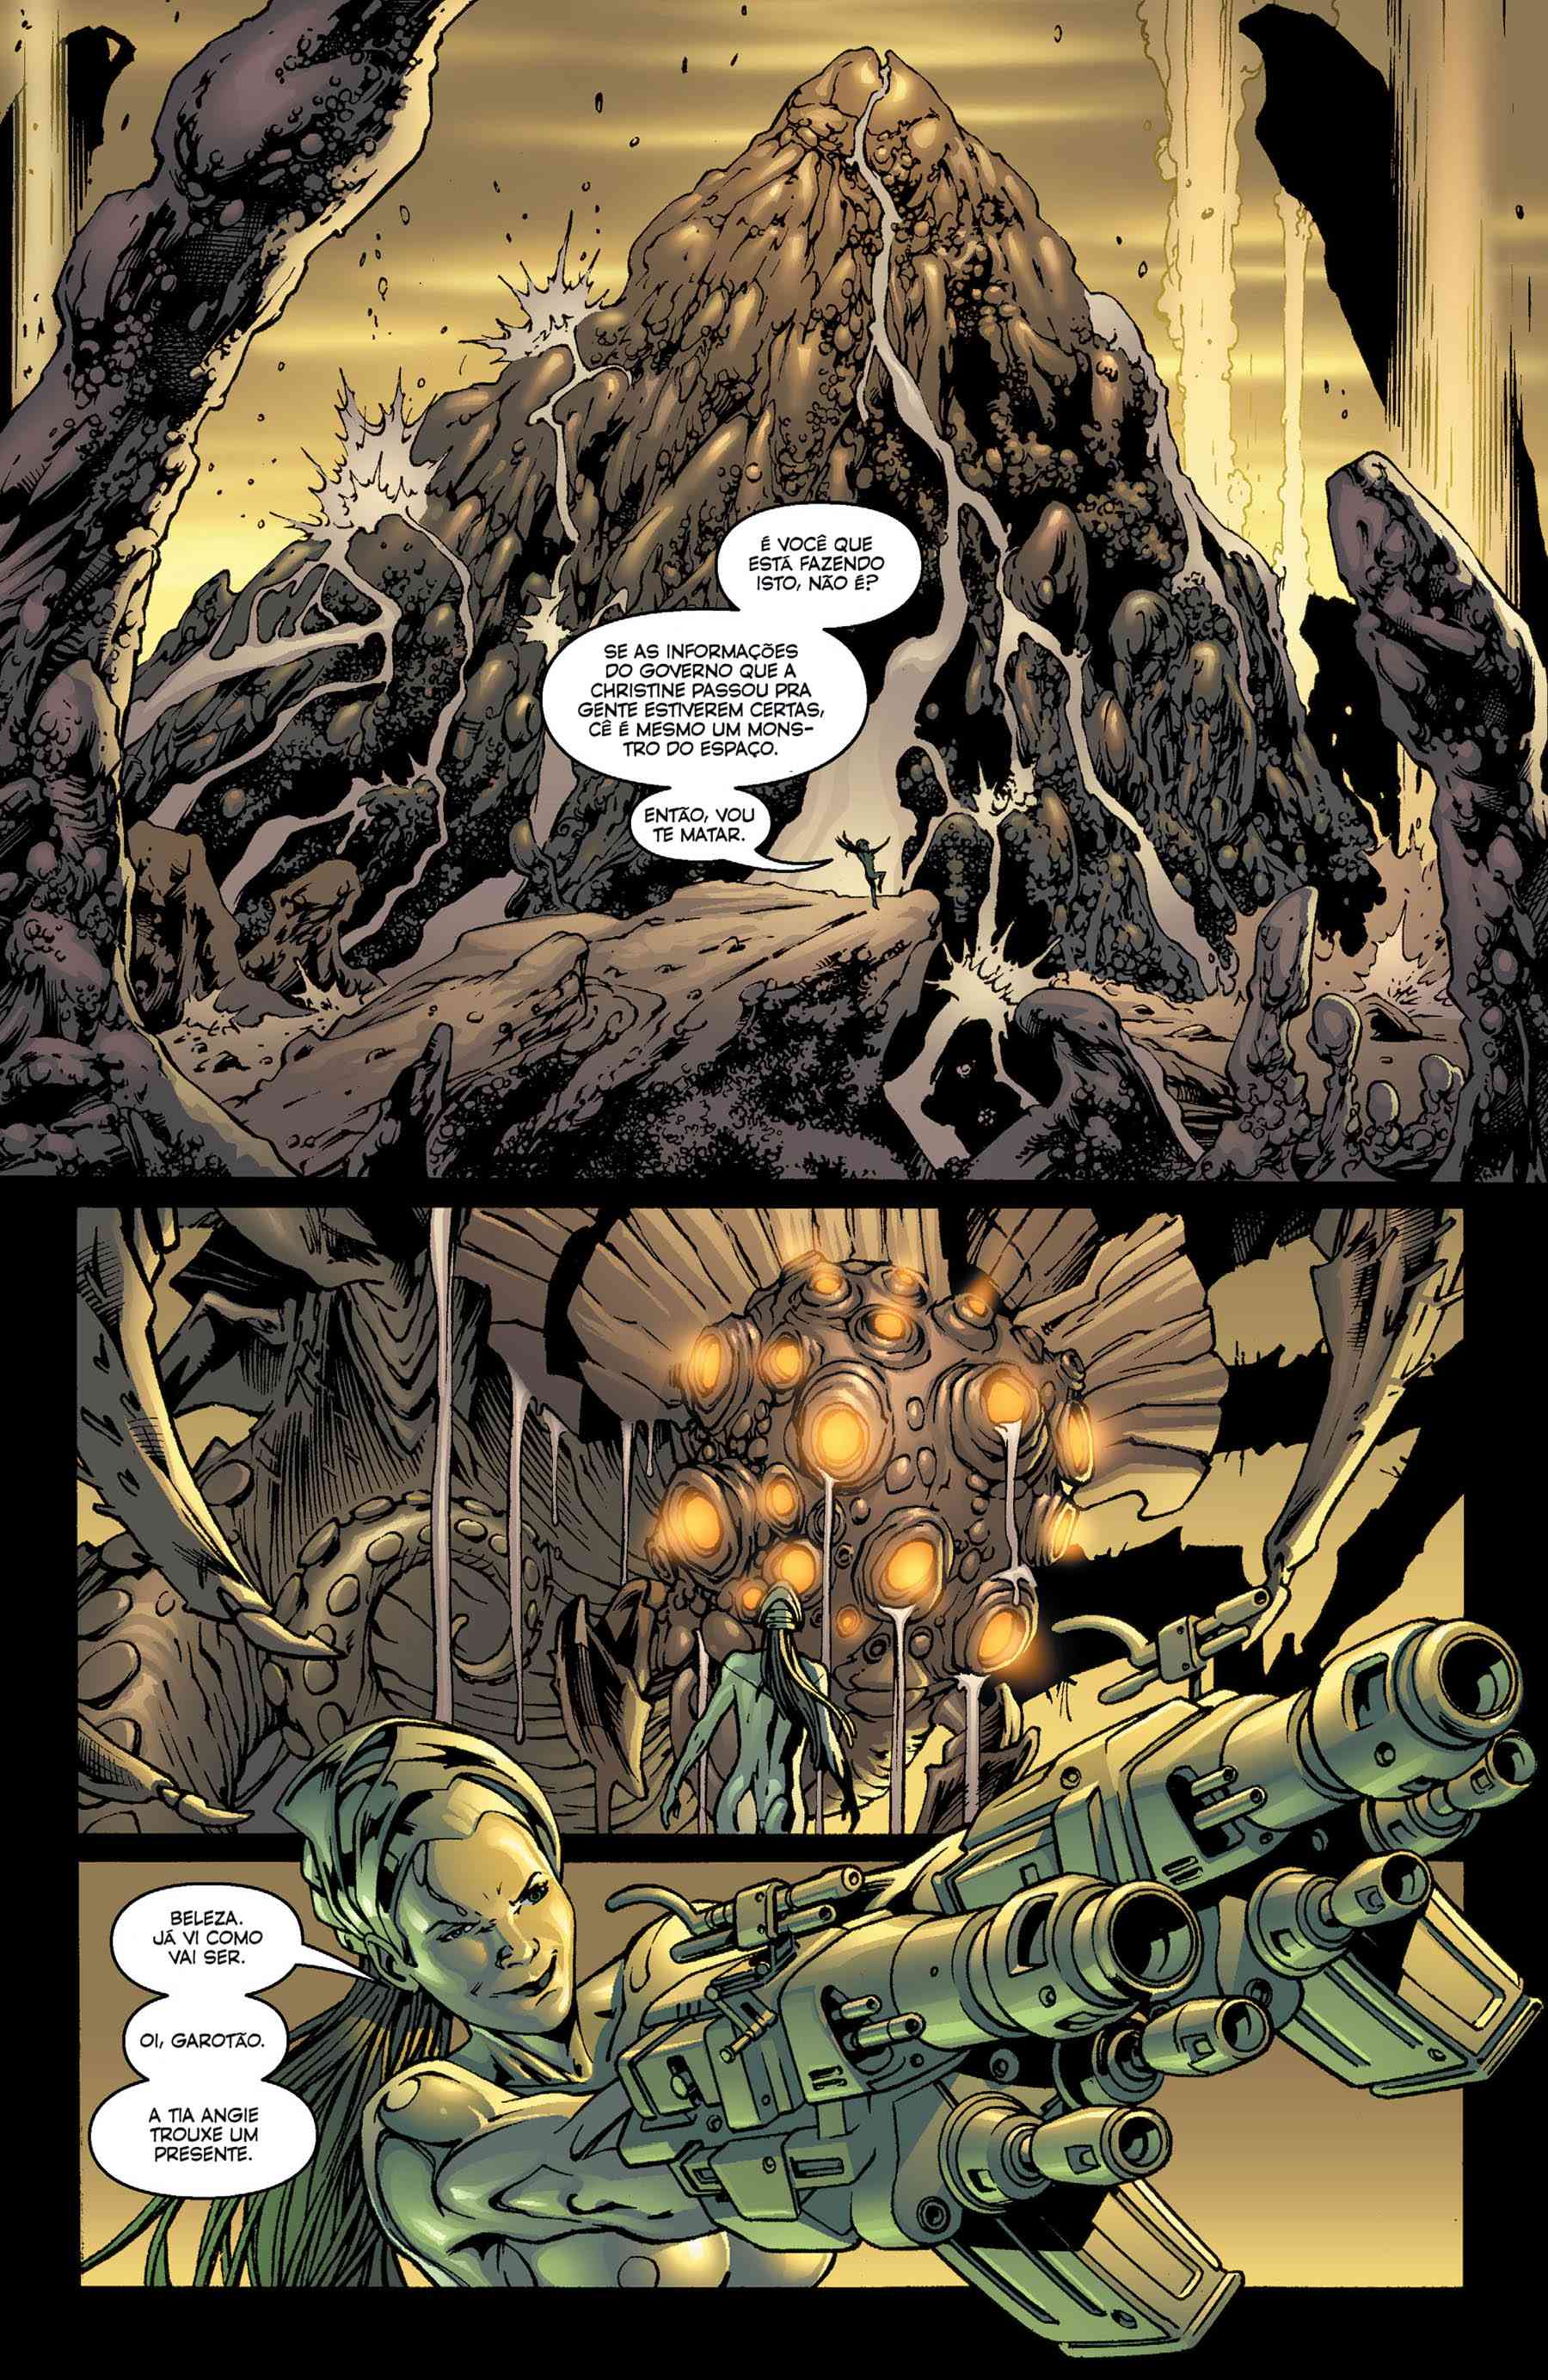 É VOCÊ QUE
ESTÁ FAZENDO
ISTO, NÃO É?
SE AS INFORMAÇÕES
DO GOVERNO QUE A
CHRISTINE PASSOU PRA
GENTE ESTIVEREM CERTAS,
CÊ É MESMO UM MONS-
TRO DO ESPAÇO.
ENTÃO, VOU
TE MATAR.
BELEZA.
JÁ VI COMO
VAI SER.
OI, GAROTÃO.
A TIA ANGIE
TROUXE UM
PRESENTE.